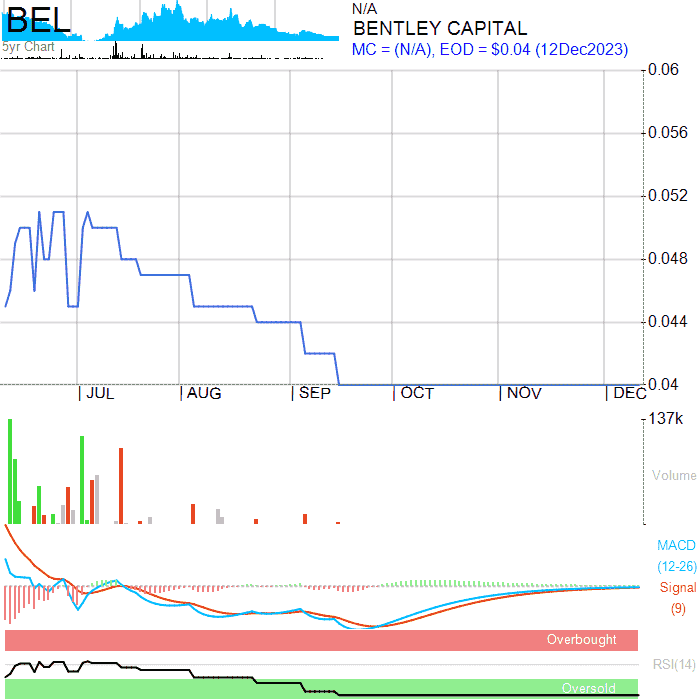 BEL
5yr Chart
N/A
BENTLEY CAPITAL
MC = (N/A), EOD = $0.04 (12Dec2023)
0.06
0.056
0.052
0.048
0.044
0.04
JUL AUG SEP OCT NOV DEC
137k
Volume
MACD
(12-26)
Signal
(9)
Overbought
RSI(14)
Oversold